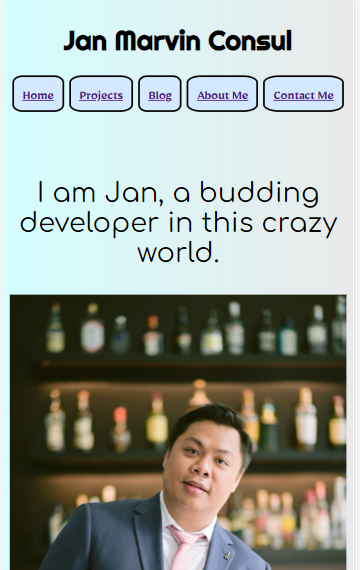 Jan Marvin Consul
Home Projects Blog About Me Contact Me
I am Jan, a budding
developer in this crazy
world.